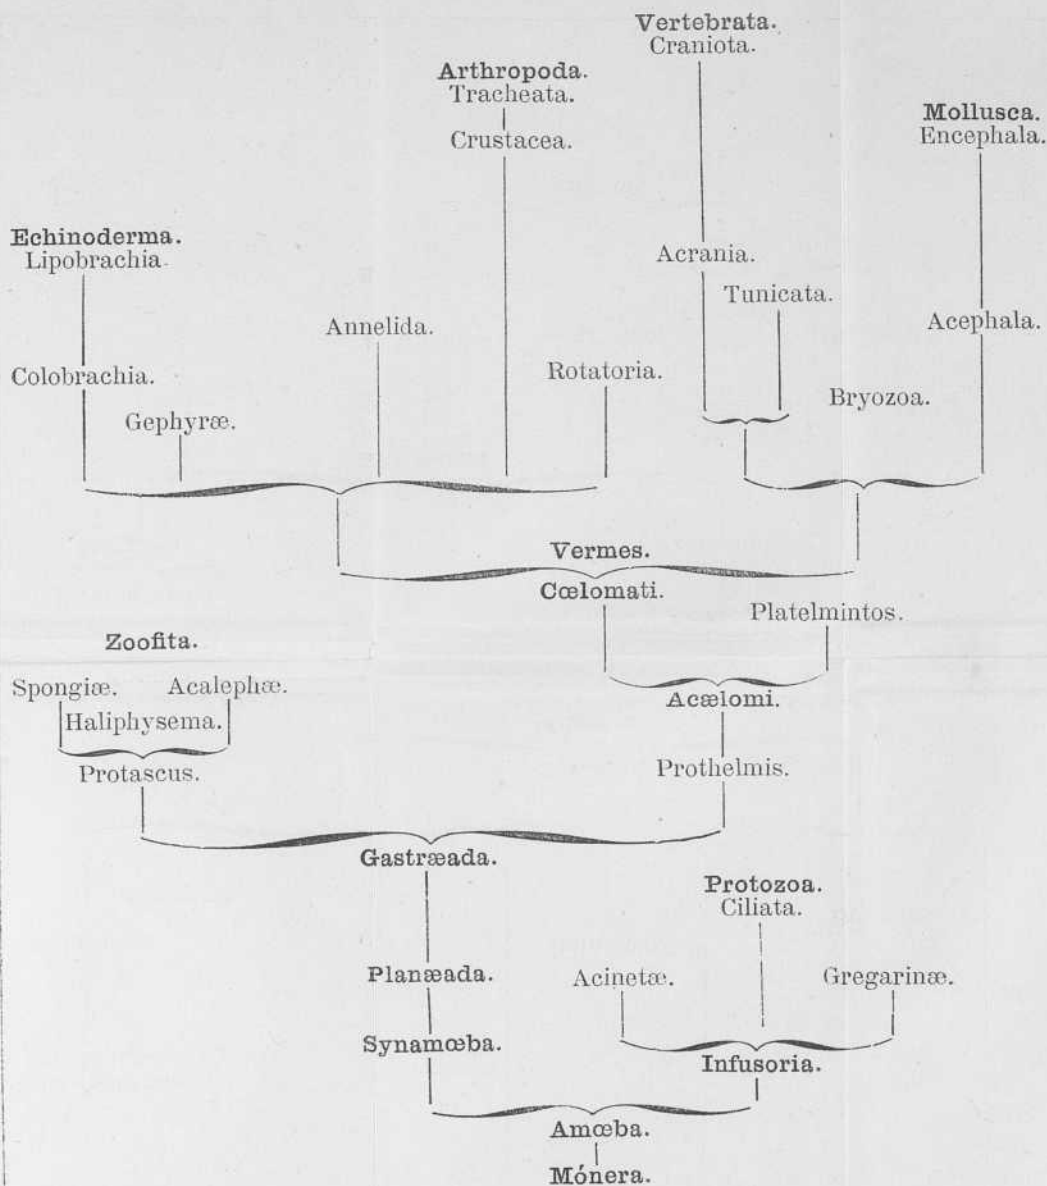 Vertebrata.
Craniota.
Arthropoda.
Tracheata.
Crustacea.
Mollusca.
Encephala.
Echinoderma.
Lipobrachia.
Acrania.
Tunicata.
Annelida.
Acephala.
Colobrachia.
Rotatoria.
Bryozoa.
Gephyræ.
Vermes.
Cœlomati.
Platelmintos.
Zoofita.
Spongiæ. Acalephæ.
Acælomi.
Haliphysema.
Protascus.
Prothelmis.
Gastræada.
Protozoa.
Ciliata.
Planæada.
Acinetæ.
Gregarinæ.
Synamœba.
Infusoria.
Amœba.
Mónera.